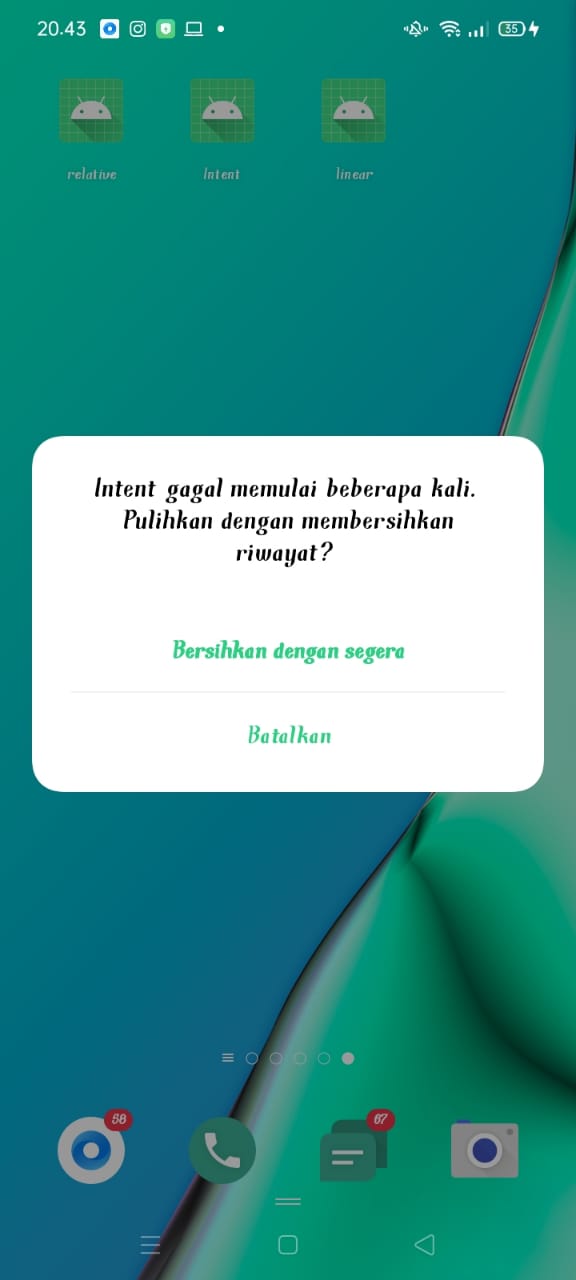 20.43
35
relative
Intent
linear
Intent gagal memulai beberapa kali.
Pulihkan dengan membersihkan
riwayat?
Bersihkan dengan segera
Batalkan
58
67